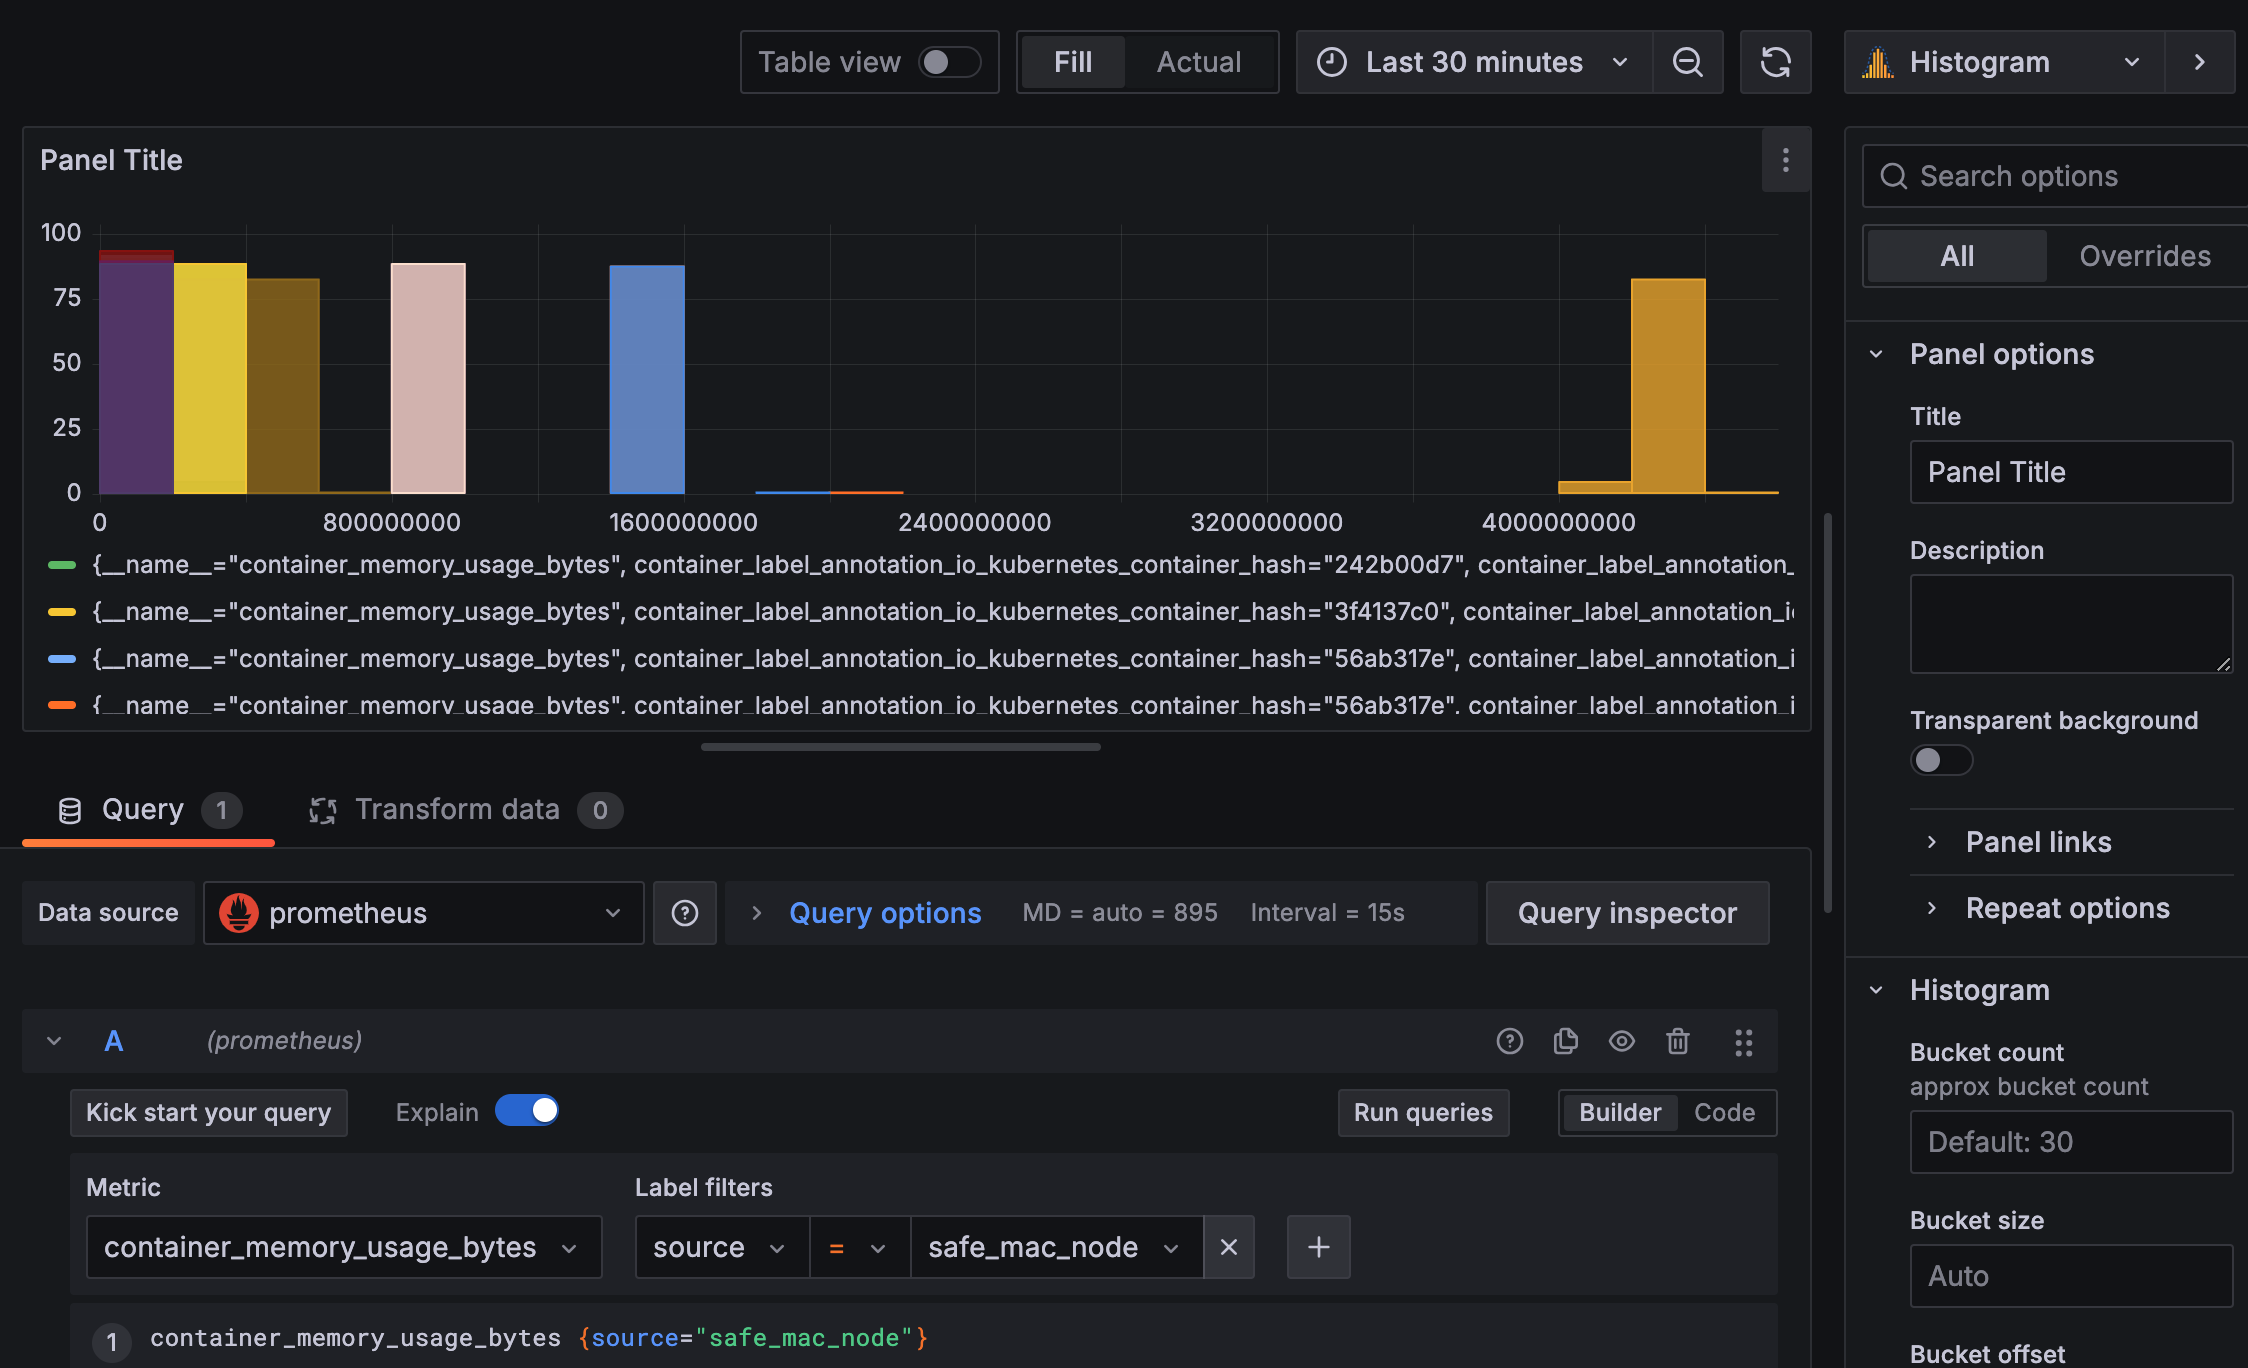 Table view Fill Actual Last 30 minutes Histogram
Panel Title
100
75
50
25
0
0 800000000 1600000000 2400000000 3200000000 4000000000
{__name__="container_memory_usage_bytes", container_label_annotation_io_kubernetes_container_hash="242b00d7", container_label_annotation_
{__name__="container_memory_usage_bytes", container_label_annotation_io_kubernetes_container_hash="3f4137c0", container_label_annotation_i
{__name__="container_memory_usage_bytes", container_label_annotation_io_kubernetes_container_hash="56ab317e", container_label_annotation_i
{__name__="container_memory_usage_bytes", container_label_annotation_io_kubernetes_container_hash="56ab317e", container_label_annotation_i
Query 1 Transform data 0
Data source prometheus Query options MD = auto = 895 Interval = 15s Query inspector
A (prometheus)
Kick start your query Explain Run queries Builder Code
Metric Label filters
container_memory_usage_bytes source = safe_mac_node
1 container_memory_usage_bytes {source="safe_mac_node"}
Search options
All Overrides
Panel options
Title
Panel Title
Description
Transparent background
Panel links
Repeat options
Histogram
Bucket count
approx bucket count
Default: 30
Bucket size
Auto
Bucket offset